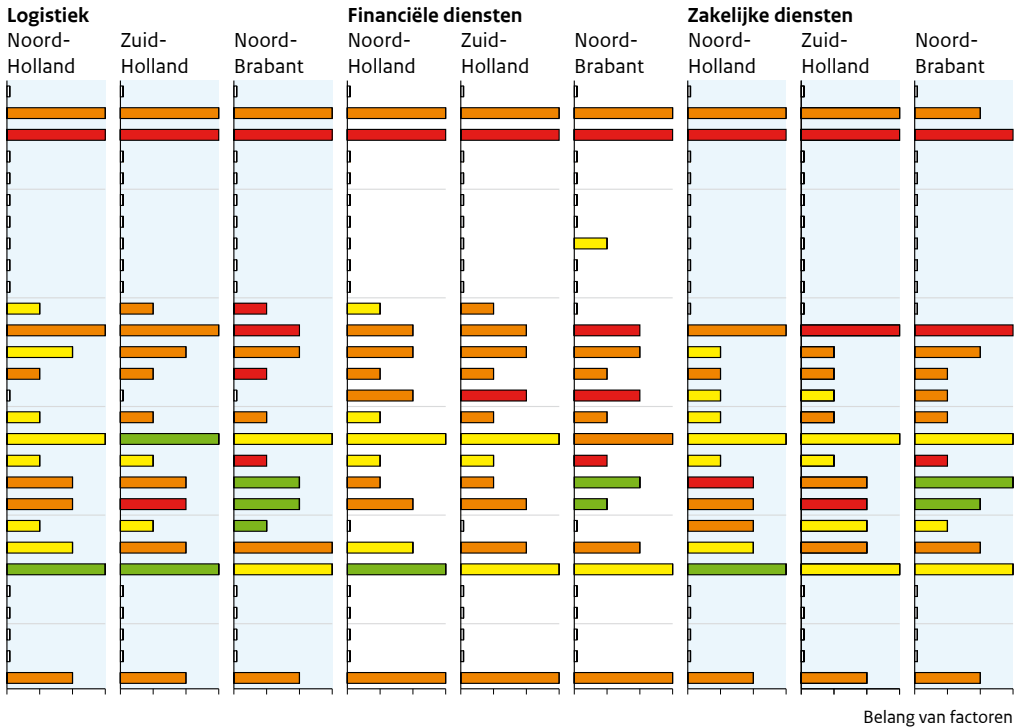 Logistiek
Financiële diensten
Zakelijke diensten
Noord-
Holland
Zuid-
Holland
Noord-
Brabant
Noord-
Holland
Zuid-
Holland
Noord-
Brabant
Noord-
Holland
Zuid-
Holland
Noord-
Brabant
Belang van factoren